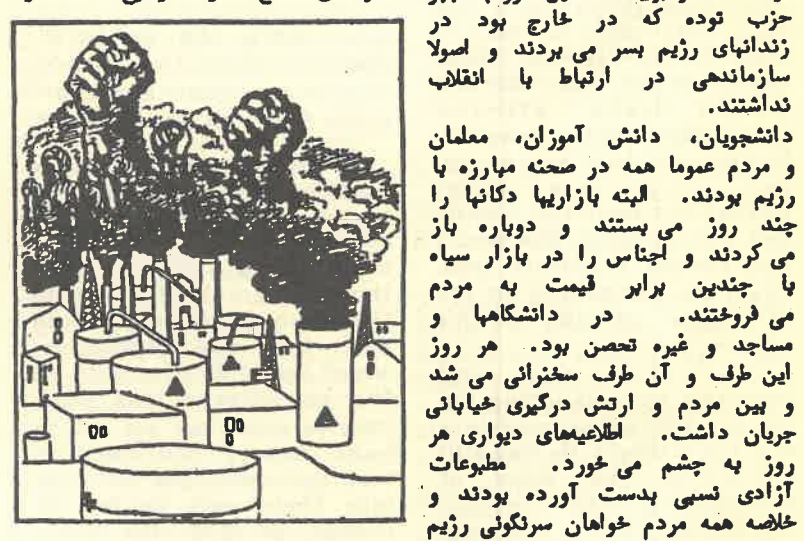 حزب توده که در خارج بود در
زندانهای رژیم بسر می بردند و اصولا
سازماندهی در ارتباط با انقلاب
نداشتند.
دانشجویان، دانش آموزان، معلمان
و مردم عموما همه در صحنه مبارزه با
رژیم بودند. البته بازاریها دکانها را
چند روز می بستند و دوباره باز
می کردند و اجناس را در بازار سیاه
با چندین برابر قیمت به مردم
می فروختند. در دانشگاهها و
مساجد و غیره تحصن بود. هر روز
این طرف و آن طرف سخنرانی می شد
و بین مردم و ارتش درگیری خیابانی
جریان داشت. اطلاعیه‌های دیواری هر
روز به چشم می خورد. مطبوعات
آزادی نسبی بدست آورده بودند و
خلاصه همه مردم خواهان سرنگونی رژیم